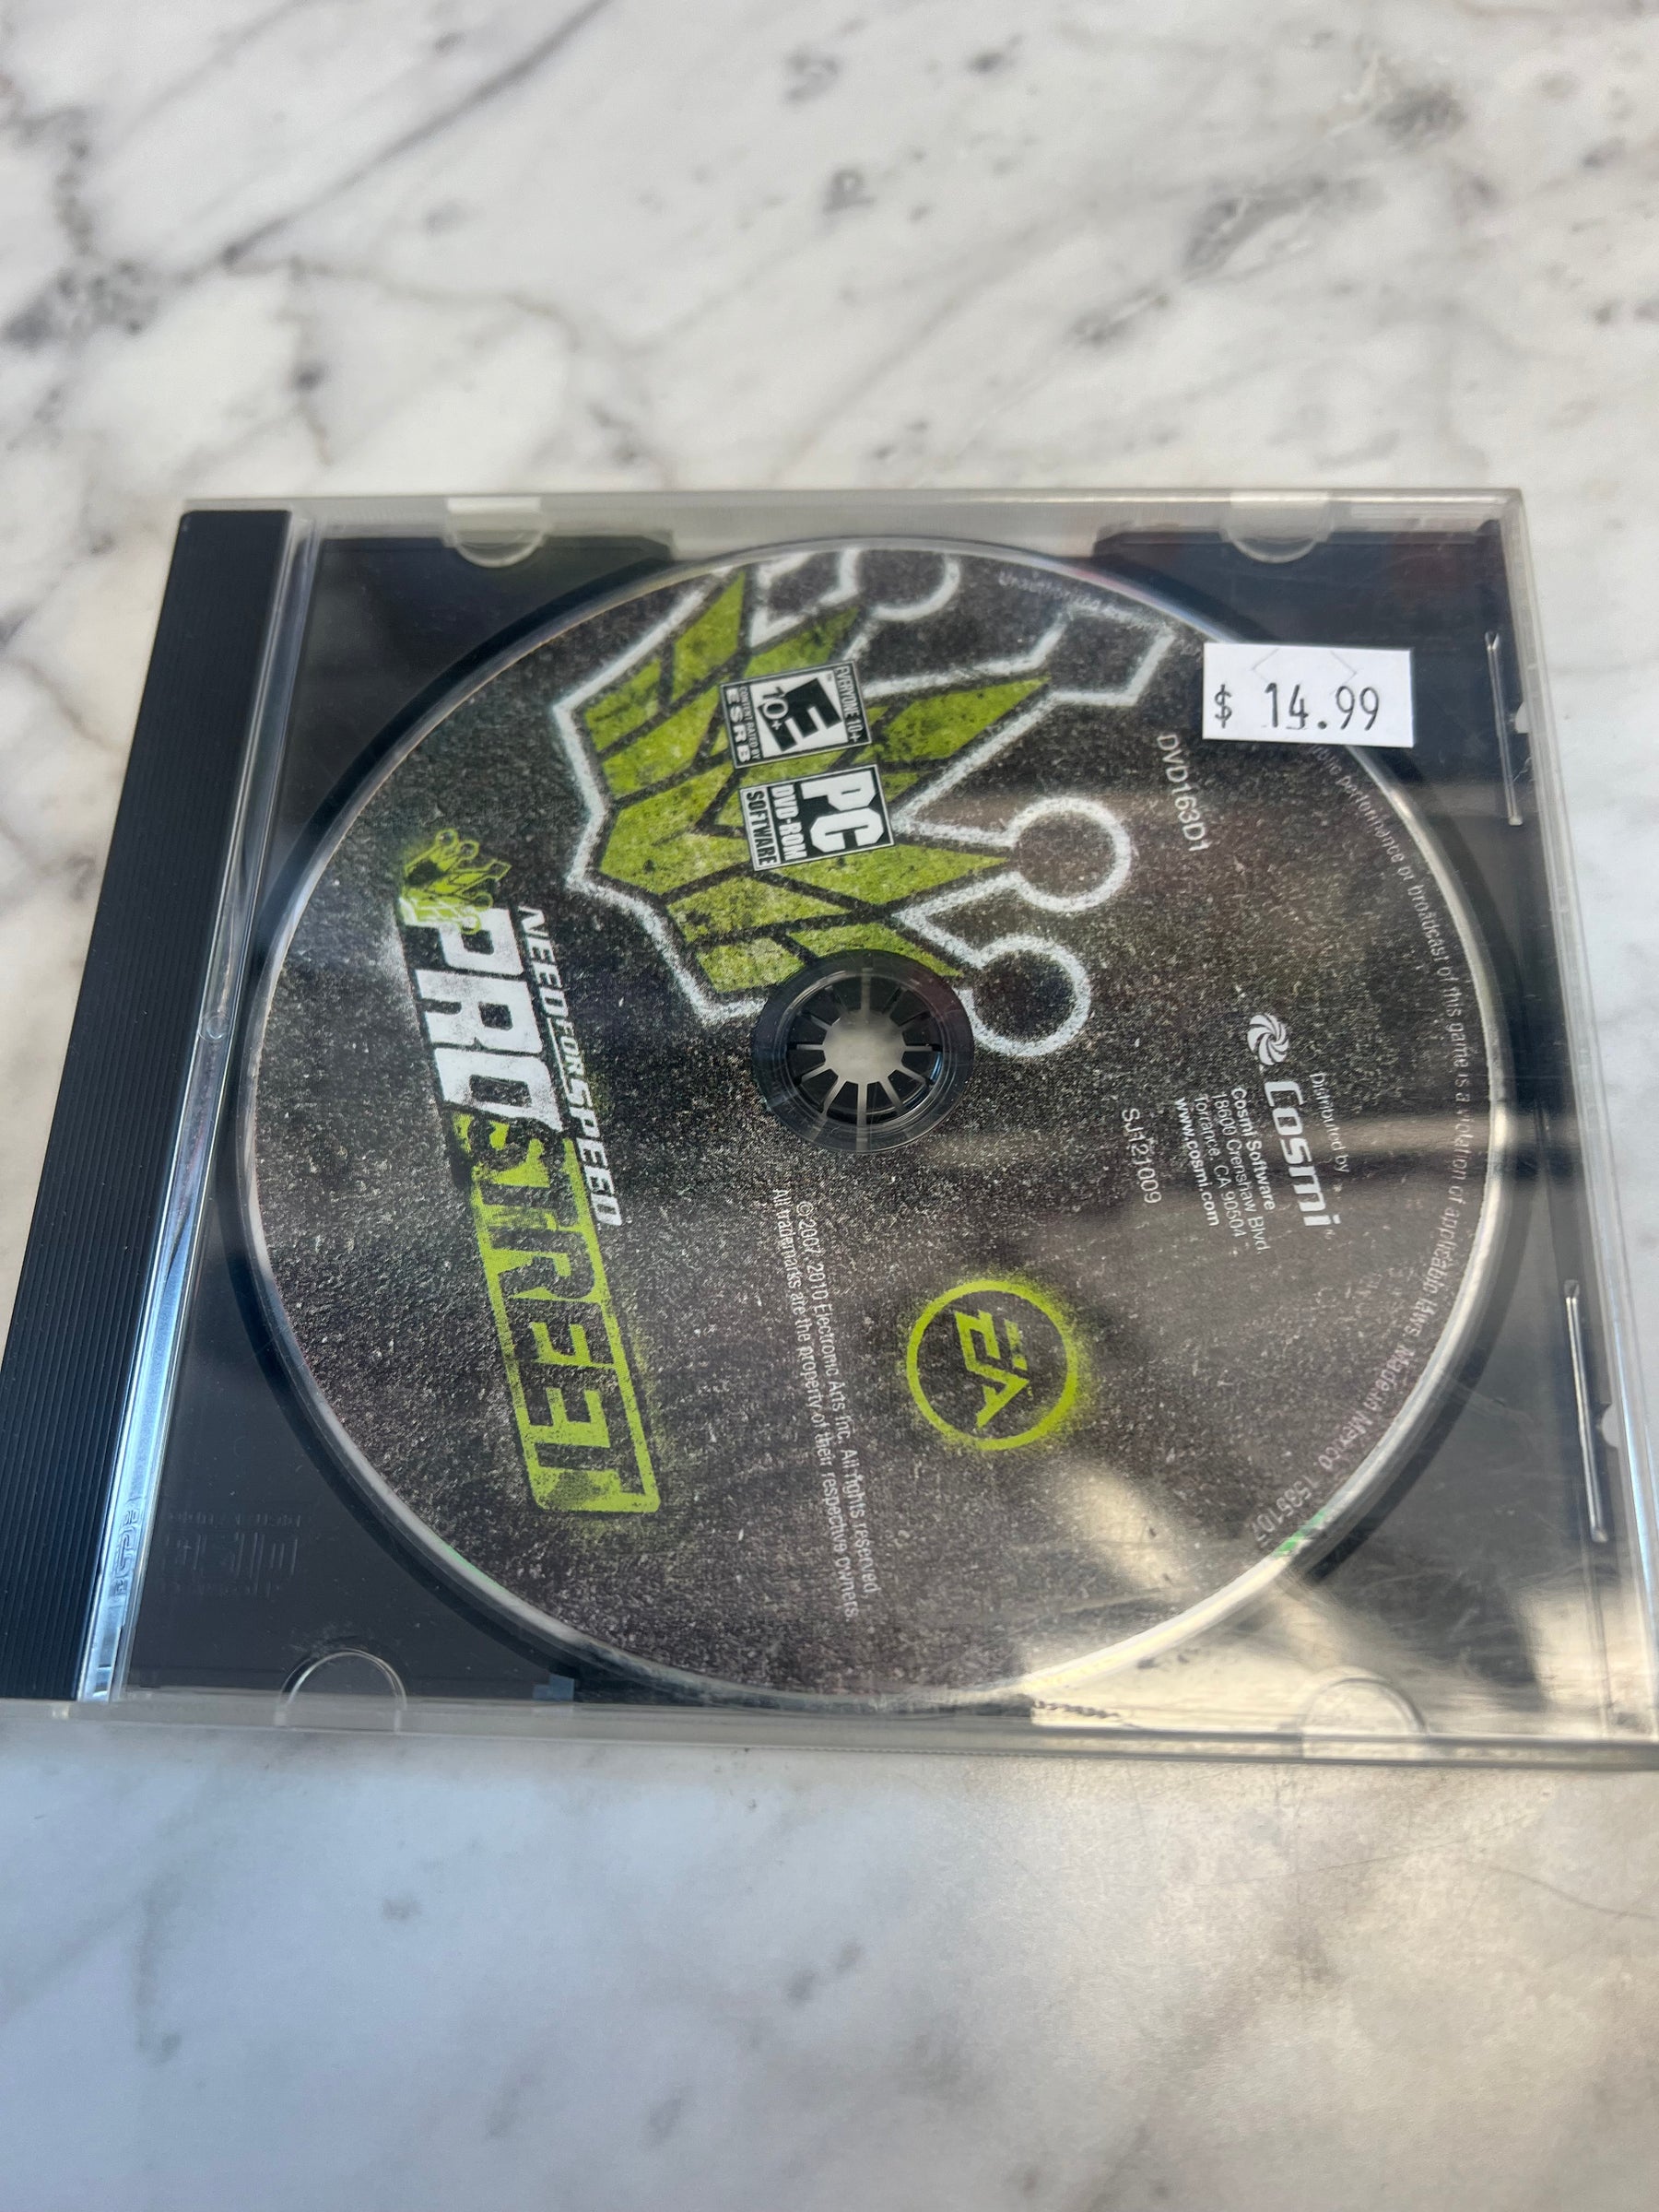 $ 14.99
EVERYONE 10+
E
10+
CONTENT RATED BY
ESRB
PC
DVD-ROM
SOFTWARE
NEED FOR SPEED
PROSTREET
DVD163D1
Distributed by
Cosmi
Cosmi Software
18600 Crenshaw Blvd.
Torrance, CA 90504
www.cosmi.com
SJ121009
EA
© 2007, 2010 Electronic Arts Inc. All rights reserved.
All trademarks are the property of their respective owners.
performance or broadcast of this game is a violation of applicable laws. Made in Mexico